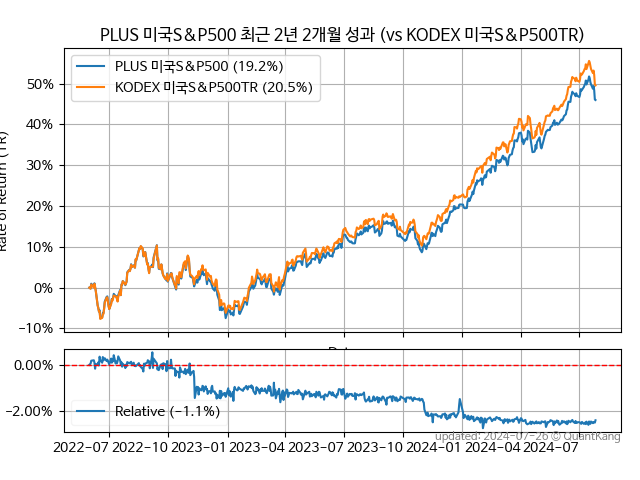 PLUS 미국S&P500 최근 2년 2개월 성과 (vs KODEX 미국S&P500TR)
PLUS 미국S&P500 (19.2%)
KODEX 미국S&P500TR (20.5%)
50%
40%
30%
20%
10%
0%
−10%
Rate of Return (TR)
0.00%
−2.00%
Relative (−1.1%)
2022-07 2022-10 2023-01 2023-04 2023-07 2023-10 2024-01 2024-04 2024-07
updated: 2024-07-26 © QuantKang